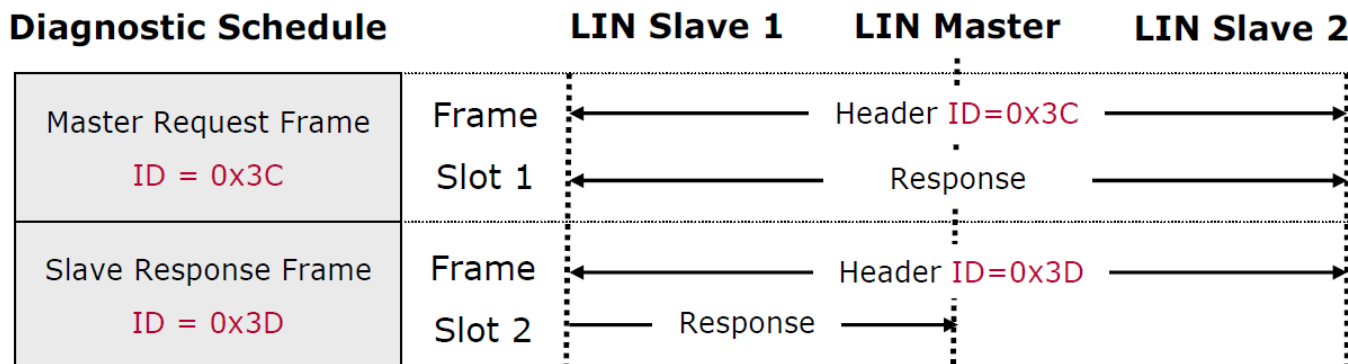 Diagnostic Schedule LIN Slave 1 LIN Master LIN Slave 2
Master Request Frame
ID = 0x3C
Frame
Slot 1
Header ID=0x3C
Response
Slave Response Frame
ID = 0x3D
Frame
Slot 2
Header ID=0x3D
Response